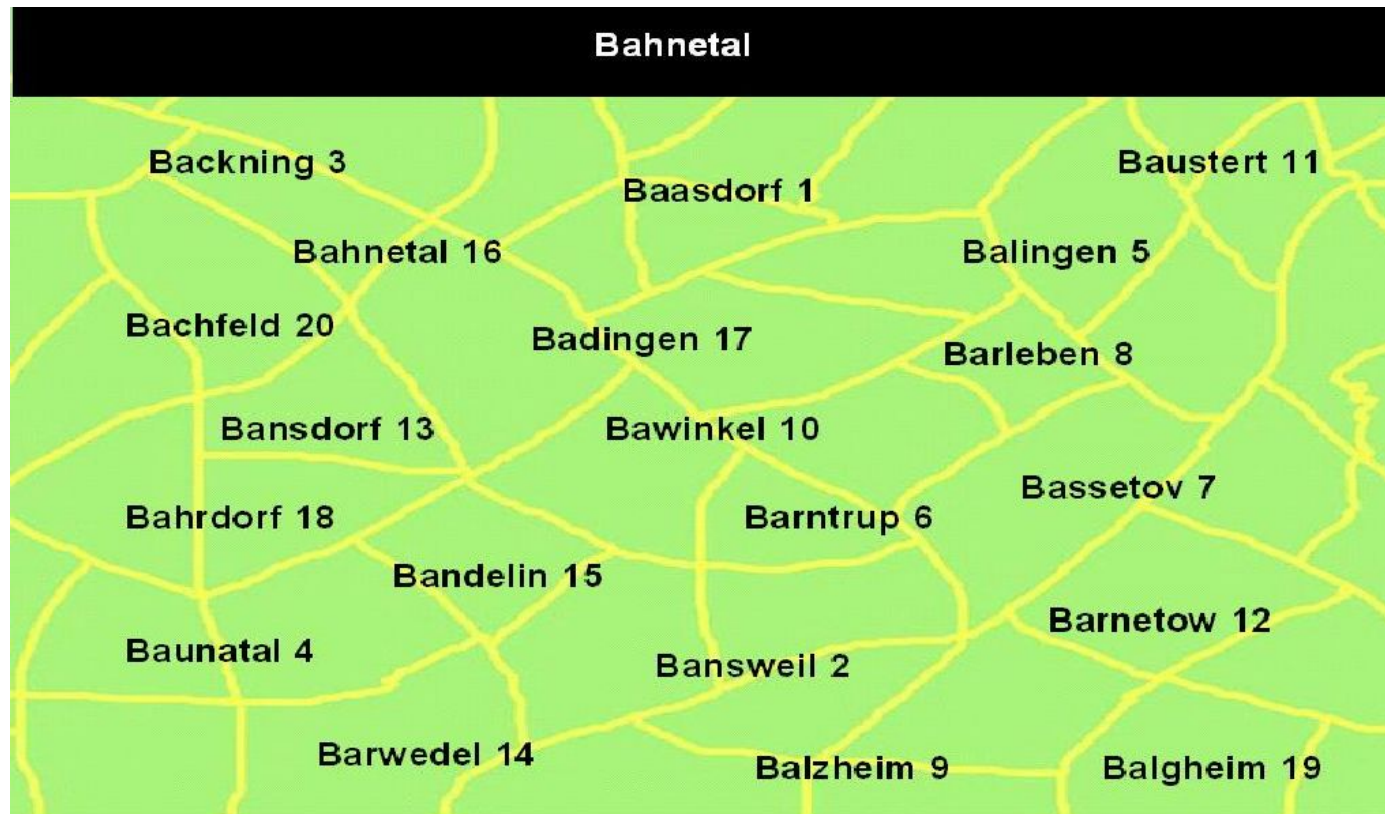 Bahnetal
Backning 3
Baustert 11
Baasdorf 1
Bahnetal 16
Balingen 5
Bachfeld 20
Badingen 17
Barleben 8
Bansdorf 13
Bawinkel 10
Bassetov 7
Bahrdorf 18
Barntrup 6
Bandelin 15
Barnetow 12
Baunatal 4
Bansweil 2
Barwedel 14
Balzheim 9
Balgheim 19